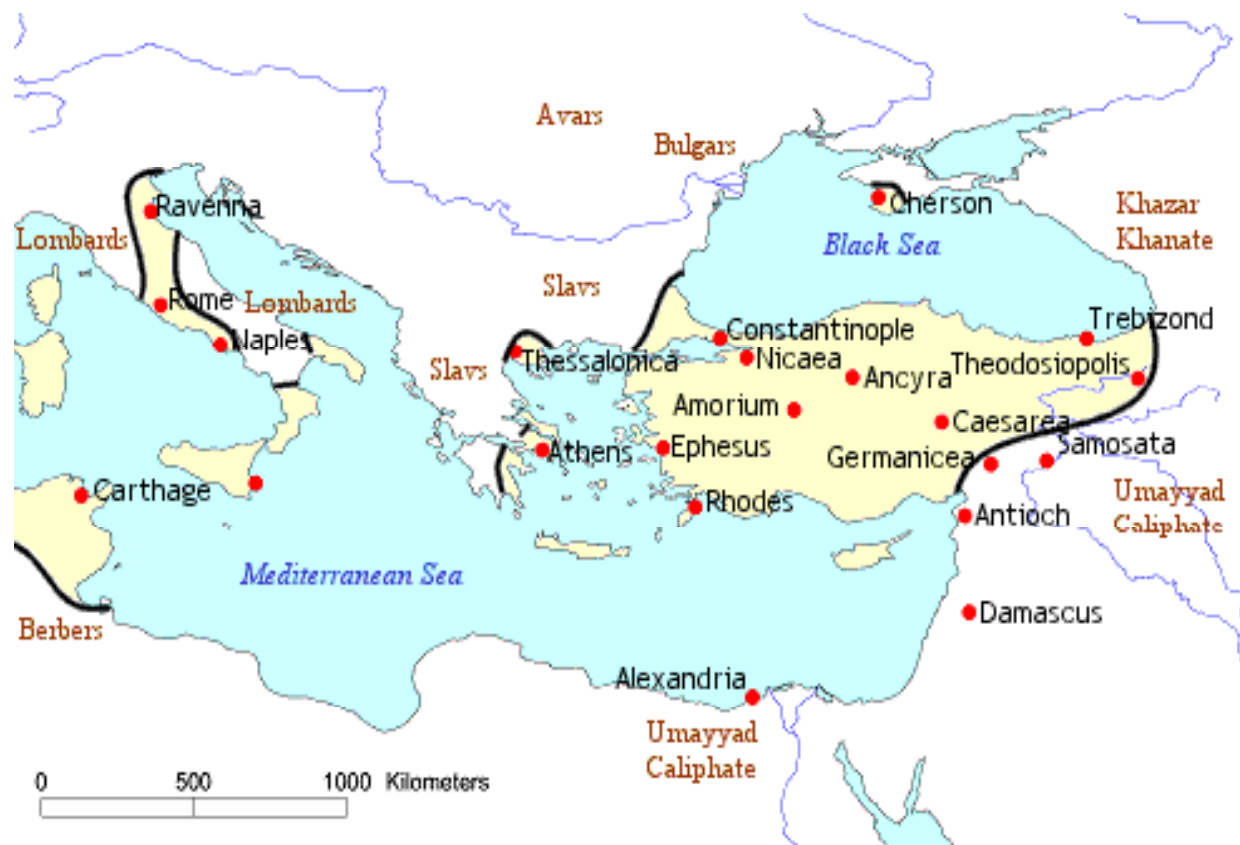 Avars
Bulgars
Ravenna
Cherson
Khazar
Khanate
Lombards
Black Sea
Slavs
Rome
Lombards
Trebizond
Constantinople
Naples
Nicaea
Theodosiopolis
Thessalonica
Slavs
Ancyra
Amorium
Caesarea
Athens
Ephesus
Germanicea
Samosata
Carthage
Rhodes
Umayyad
Caliphate
Antioch
Mediterranean Sea
Damascus
Berbers
Alexandria
Umayyad
Caliphate
0 500 1000 Kilometers